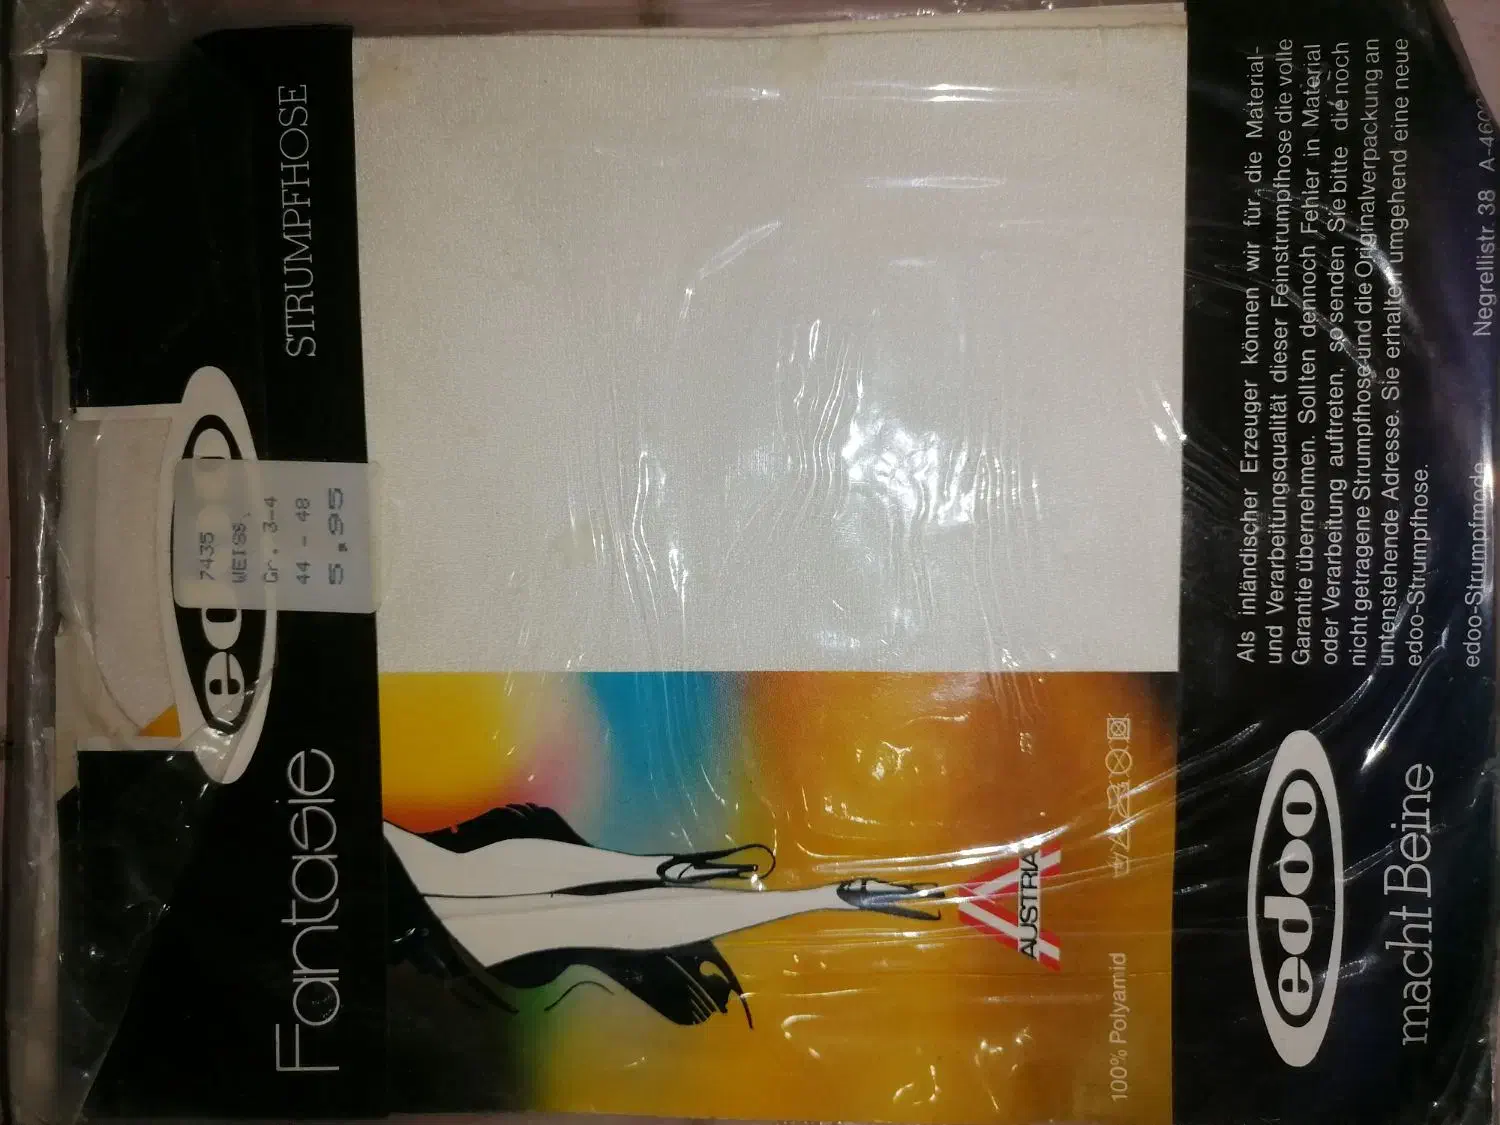 Fantasie
STRUMPFHOSE
edoo
7435
WEISS
Gr. 3-4
44 - 48
5.95
AUSTRIA
100% Polyamid
edoo
macht Beine
Als inländischer Erzeuger können wir für die Material-
und Verarbeitungsqualität dieser Feinstrumpfhose die volle
Garantie übernehmen. Sollten dennoch Fehler in Material
oder Verarbeitung auftreten, so senden Sie bitte die noch
nicht getragene Strumpfhose und die Originalverpackung an
untenstehende Adresse. Sie erhalten umgehend eine neue
edoo-Strumpfhose.
edoo-Strumpfmode Negrellistr. 38 A-4600